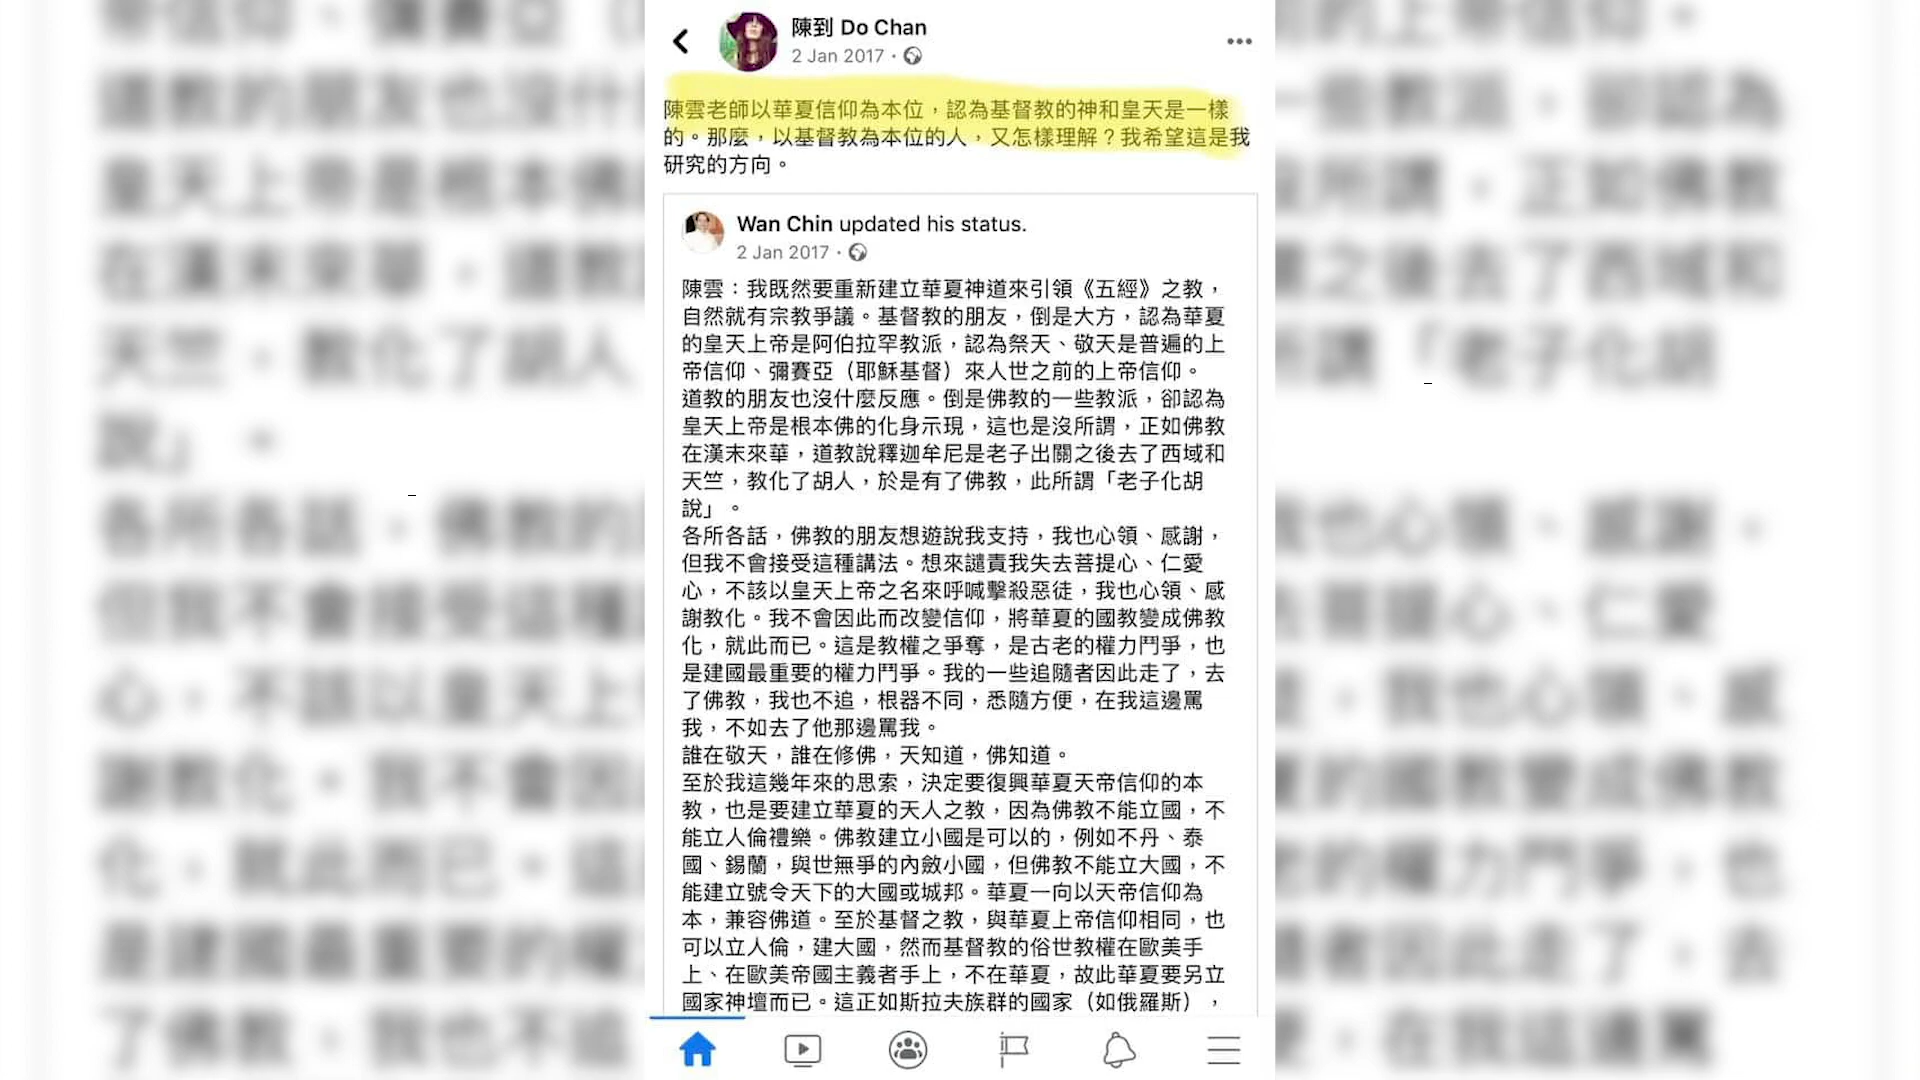 陳到 Do Chan
2 Jan 2017
陳雲老師以華夏信仰為本位，認為基督教的神和皇天是一樣
的。那麼，以基督教為本位的人，又怎樣理解？我希望這是我
研究的方向。
Wan Chin updated his status.
2 Jan 2017
陳雲：我既然要重新建立華夏神道來引領《五經》之教，
自然就有宗教爭議。基督教的朋友，倒是大方，認為華夏
的皇天上帝是阿伯拉罕教派，認為祭天、敬天是普遍的上
帝信仰、彌賽亞（耶穌基督）來人世之前的上帝信仰。
道教的朋友也沒什麼反應。倒是佛教的一些教派，卻認為
皇天上帝是根本佛的化身示現，這也是沒所謂，正如佛教
在漢末來華，道教說釋迦牟尼是老子出關之後去了西域和
天竺，教化了胡人，於是有了佛教，此所謂「老子化胡
說」。
各所各話，佛教的朋友想遊說我支持，我也心領、感謝，
但我不會接受這種講法。想來譴責我失去菩提心、仁愛
心，不該以皇天上帝之名來呼喊擊殺惡徒，我也心領、感
謝教化。我不會因此而改變信仰，將華夏的國教變成佛教
化，就此而已。這是教權之爭奪，是古老的權力鬥爭，也
是建國最重要的權力鬥爭。我的一些追隨者因此走了，去
了佛教，我也不追，根器不同，悉隨方便，在我這邊罵
我，不如去了他那邊罵我。
誰在敬天，誰在修佛，天知道，佛知道。
至於我這幾年來的思索，決定要復興華夏天帝信仰的本
教，也是要建立華夏的天人之教，因為佛教不能立國，不
能立人倫禮樂。佛教建立小國是可以的，例如不丹、泰
國、錫蘭，與世無爭的內斂小國，但佛教不能立大國，不
能建立號令天下的大國或城邦。華夏一向以天帝信仰為
本，兼容佛道。至於基督之教，與華夏上帝信仰相同，也
可以立人倫，建大國，然而基督教的俗世教權在歐美手
上、在歐美帝國主義者手上，不在華夏，故此華夏要另立
國家神壇而已。這正如斯拉夫族群的國家（如俄羅斯），